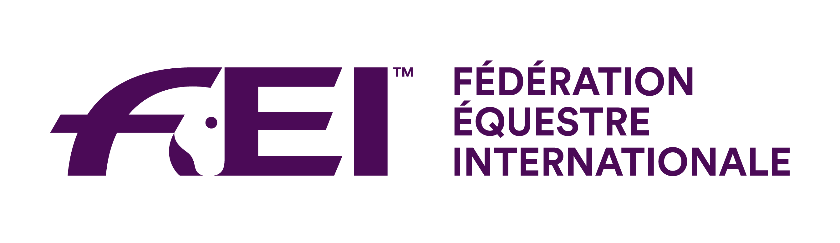 FEI™
FÉDÉRATION
ÉQUESTRE
INTERNATIONALE